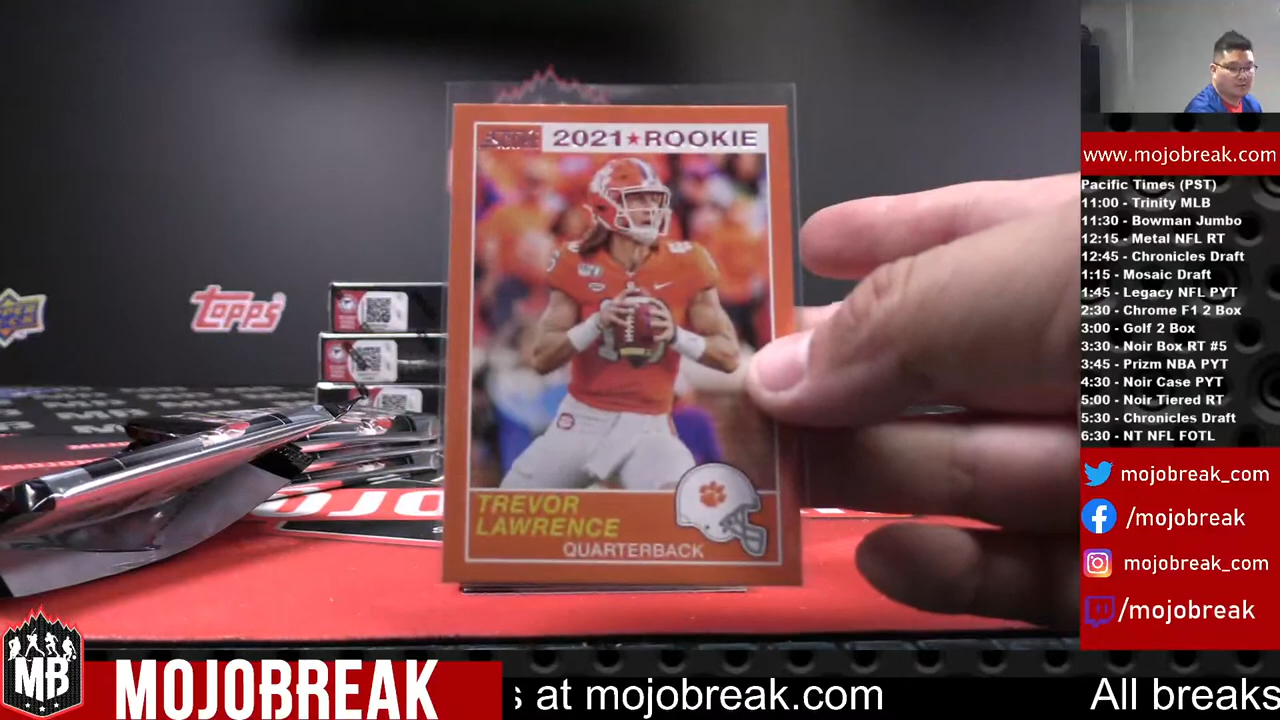 SCORE
2021★ROOKIE
TREVOR
LAWRENCE
QUARTERBACK
TOPPS
MOJO
www.mojobreak.com
Pacific Times (PST)
11:00 - Trinity MLB
11:30 - Bowman Jumbo
12:15 - Metal NFL RT
12:45 - Chronicles Draft
1:15 - Mosaic Draft
1:45 - Legacy NFL PYT
2:30 - Chrome F1 2 Box
3:00 - Golf 2 Box
3:30 - Noir Box RT #5
3:45 - Prizm NBA PYT
4:30 - Noir Case PYT
5:00 - Noir Tiered RT
5:30 - Chronicles Draft
6:30 - NT NFL FOTL
mojobreak_com
/mojobreak
mojobreak_com
/mojobreak
MB
MOJOBREAK
s at mojobreak.com
All breaks